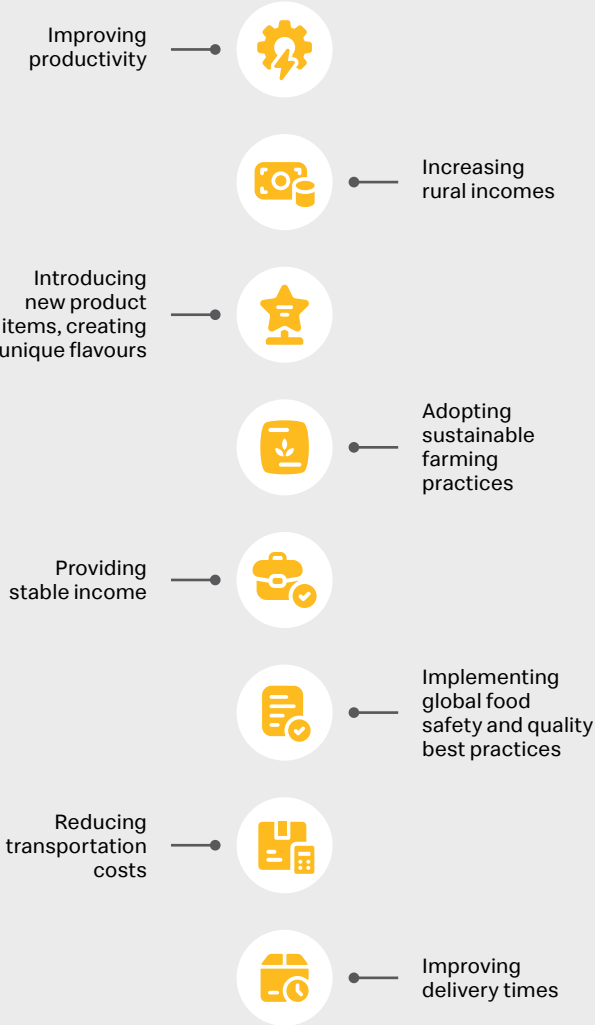 Improving
productivity
Increasing
rural incomes
Introducing
new product
items, creating
unique flavours
Adopting
sustainable
farming
practices
Providing
stable income
Implementing
global food
safety and quality
best practices
Reducing
transportation
costs
Improving
delivery times